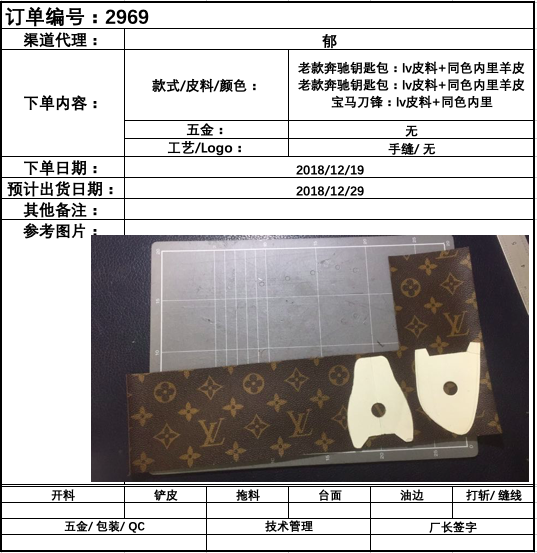 订单编号：2969
渠道代理： 郁
下单内容： 款式/皮料/颜色： 老款奔驰钥匙包：lv皮料+同色内里羊皮
老款奔驰钥匙包：lv皮料+同色内里羊皮
宝马刀锋：lv皮料+同色内里
五金： 无
工艺/Logo： 手缝/ 无
下单日期： 2018/12/19
预计出货日期： 2018/12/29
其他备注：
参考图片：
开料 铲皮 拖料 台面 油边 打斩/ 缝线
五金/ 包装/ QC 技术管理 厂长签字